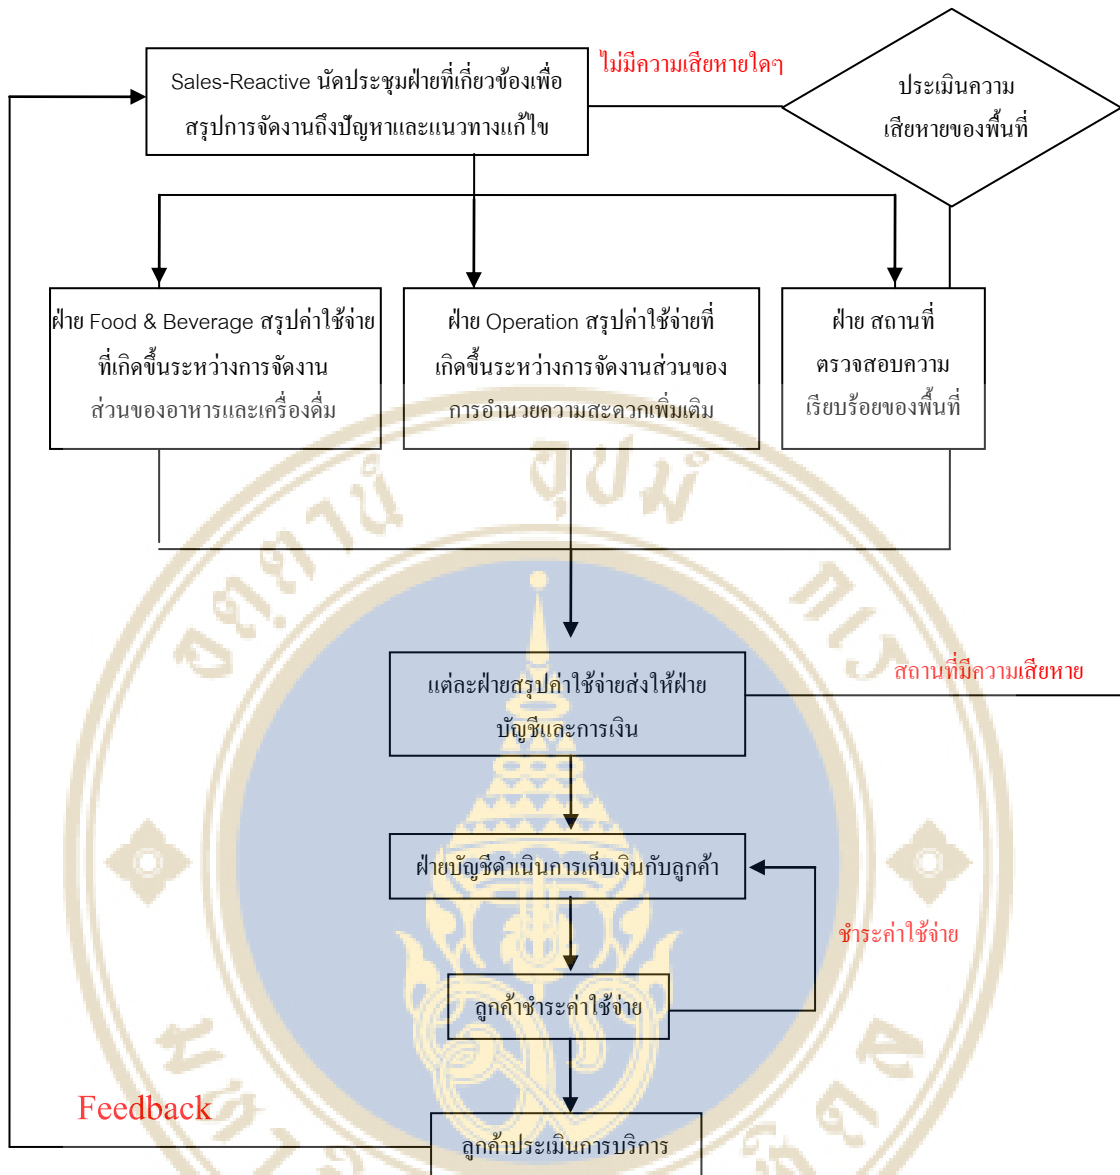 ไม่มีความเสียหายใดๆ
Sales-Reactive นัดประชุมฝ่ายที่เกี่ยวข้องเพื่อ
สรุปการจัดงานถึงปัญหาและแนวทางแก้ไข
ประเมินความ
เสียหายของพื้นที่
ฝ่าย Food & Beverage สรุปค่าใช้จ่าย
ที่เกิดขึ้นระหว่างการจัดงาน
ส่วนของอาหารและเครื่องดื่ม
ฝ่าย Operation สรุปค่าใช้จ่ายที่
เกิดขึ้นระหว่างการจัดงานส่วนของ
การอำนวยความสะดวกเพิ่มเติม
ฝ่าย สถานที่
ตรวจสอบความ
เรียบร้อยของพื้นที่
แต่ละฝ่ายสรุปค่าใช้จ่ายส่งให้ฝ่าย
บัญชีและการเงิน
สถานที่มีความเสียหาย
ฝ่ายบัญชีดำเนินการเก็บเงินกับลูกค้า
ชำระค่าใช้จ่าย
ลูกค้าชำระค่าใช้จ่าย
Feedback
ลูกค้าประเมินการบริการ